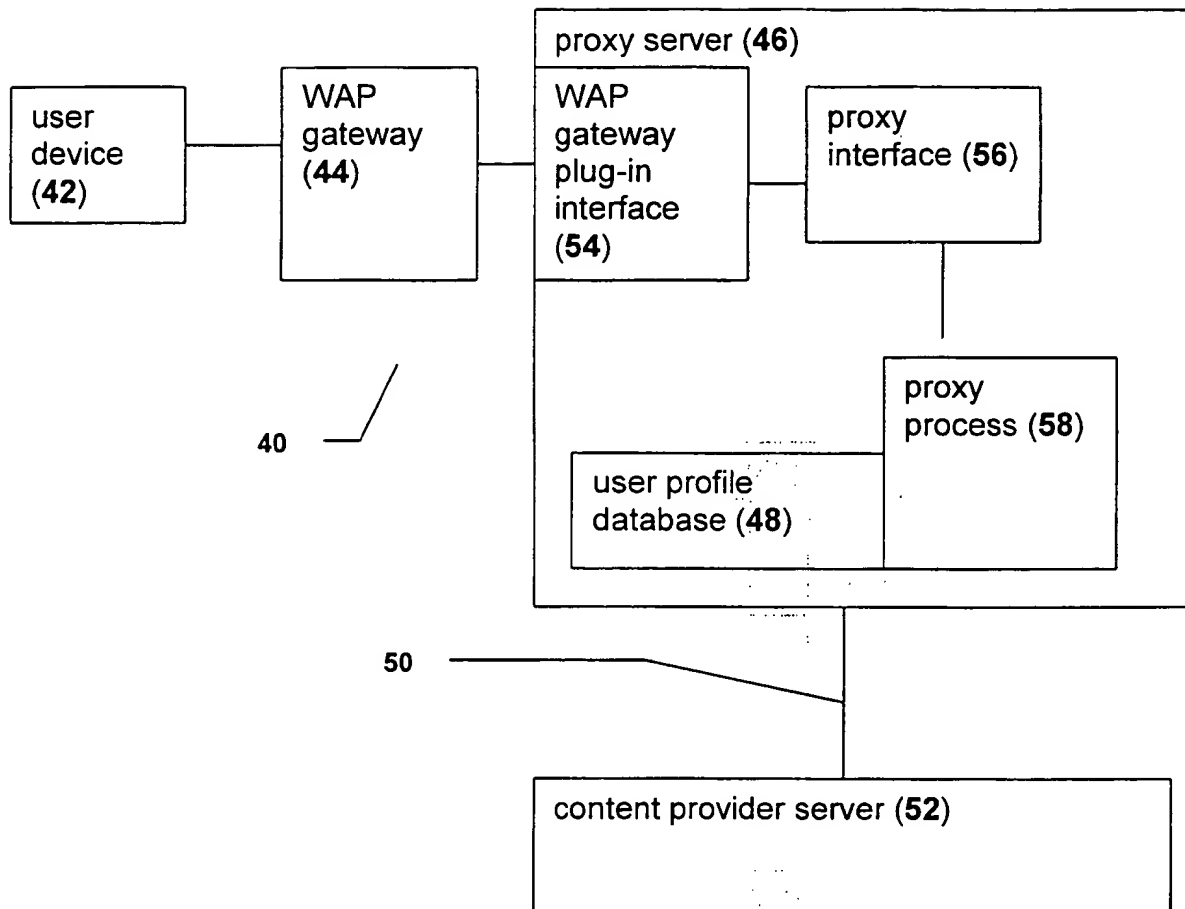 proxy server (46)
user
device
(42)
WAP
gateway
(44)
WAP
gateway
plug-in
interface
(54)
proxy
interface (56)
40
proxy
process (58)
user profile
database (48)
50
content provider server (52)